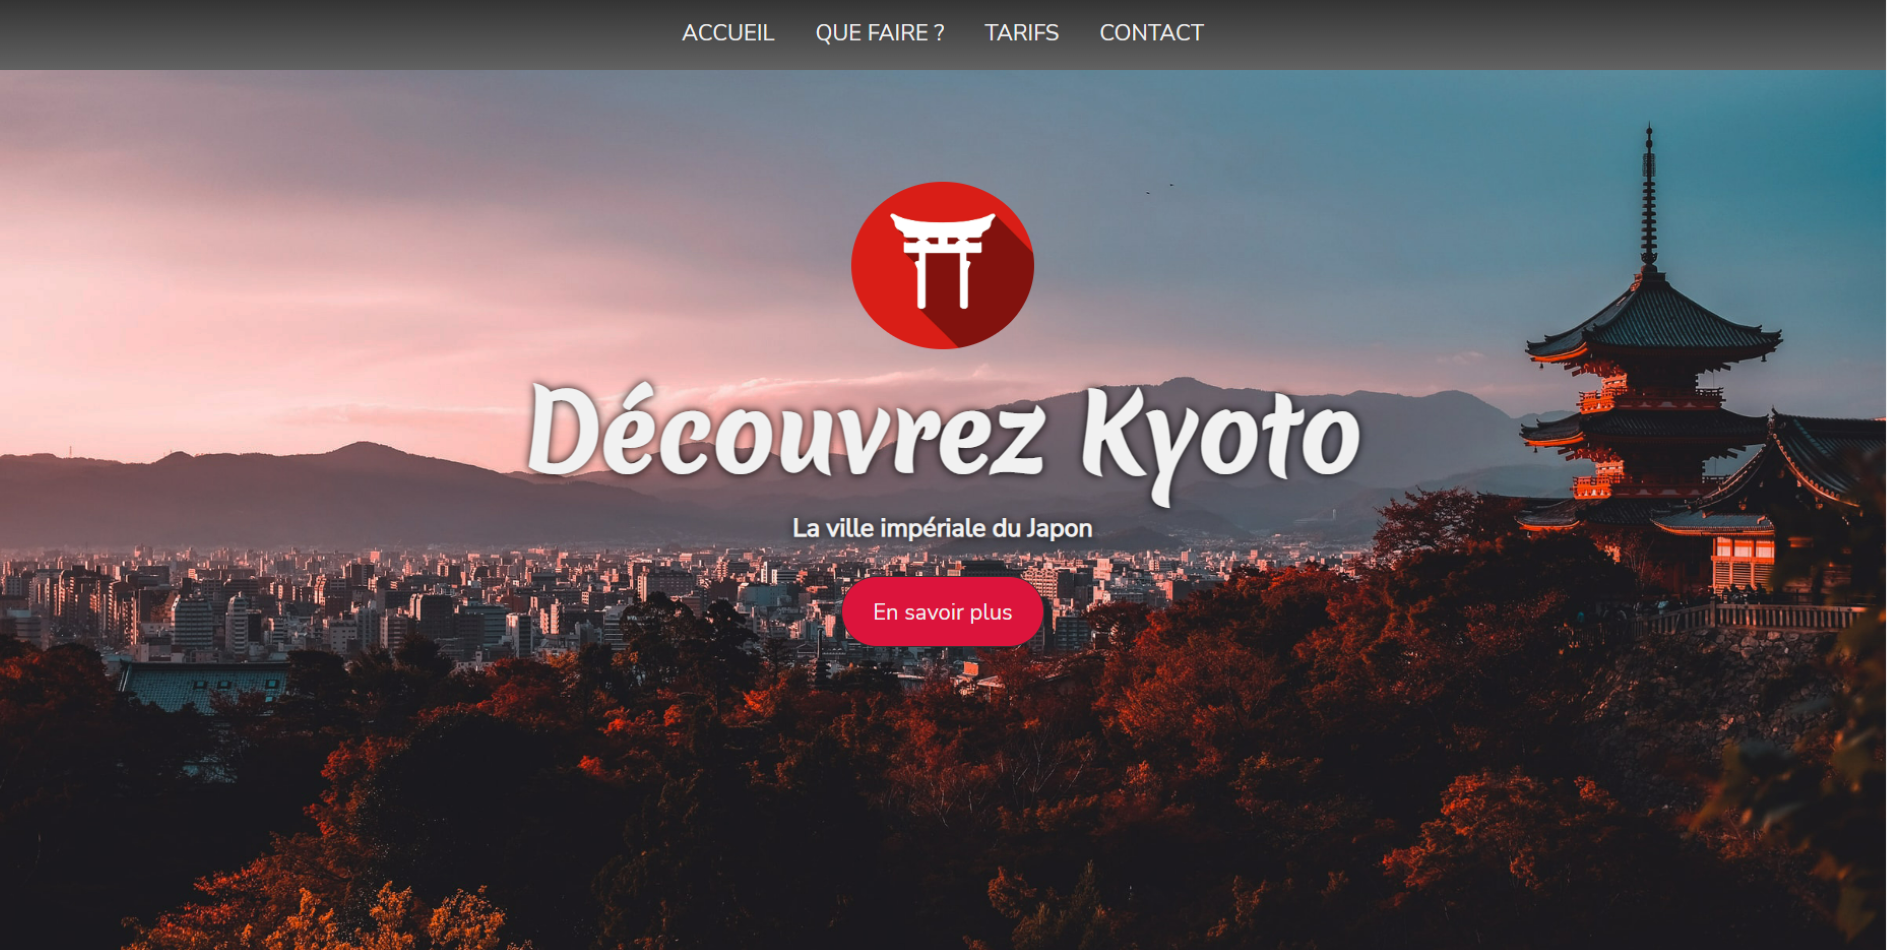 ACCUEIL QUE FAIRE ? TARIFS CONTACT
Découvrez Kyoto
La ville impériale du Japon
En savoir plus